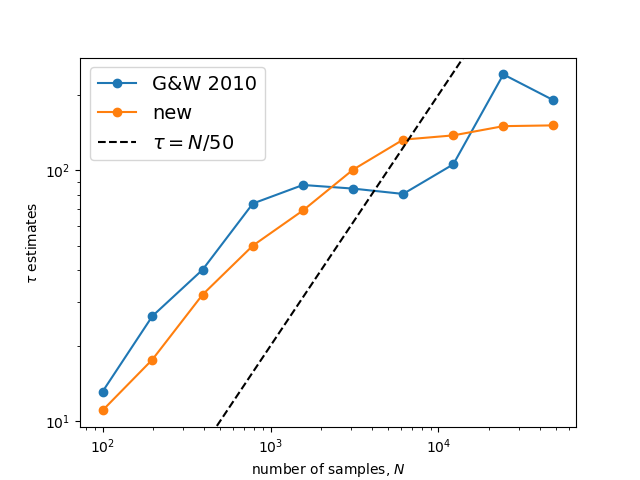 G&W 2010
new
τ = N/50
10²
10¹
τ estimates
10²
10³
10⁴
number of samples, N